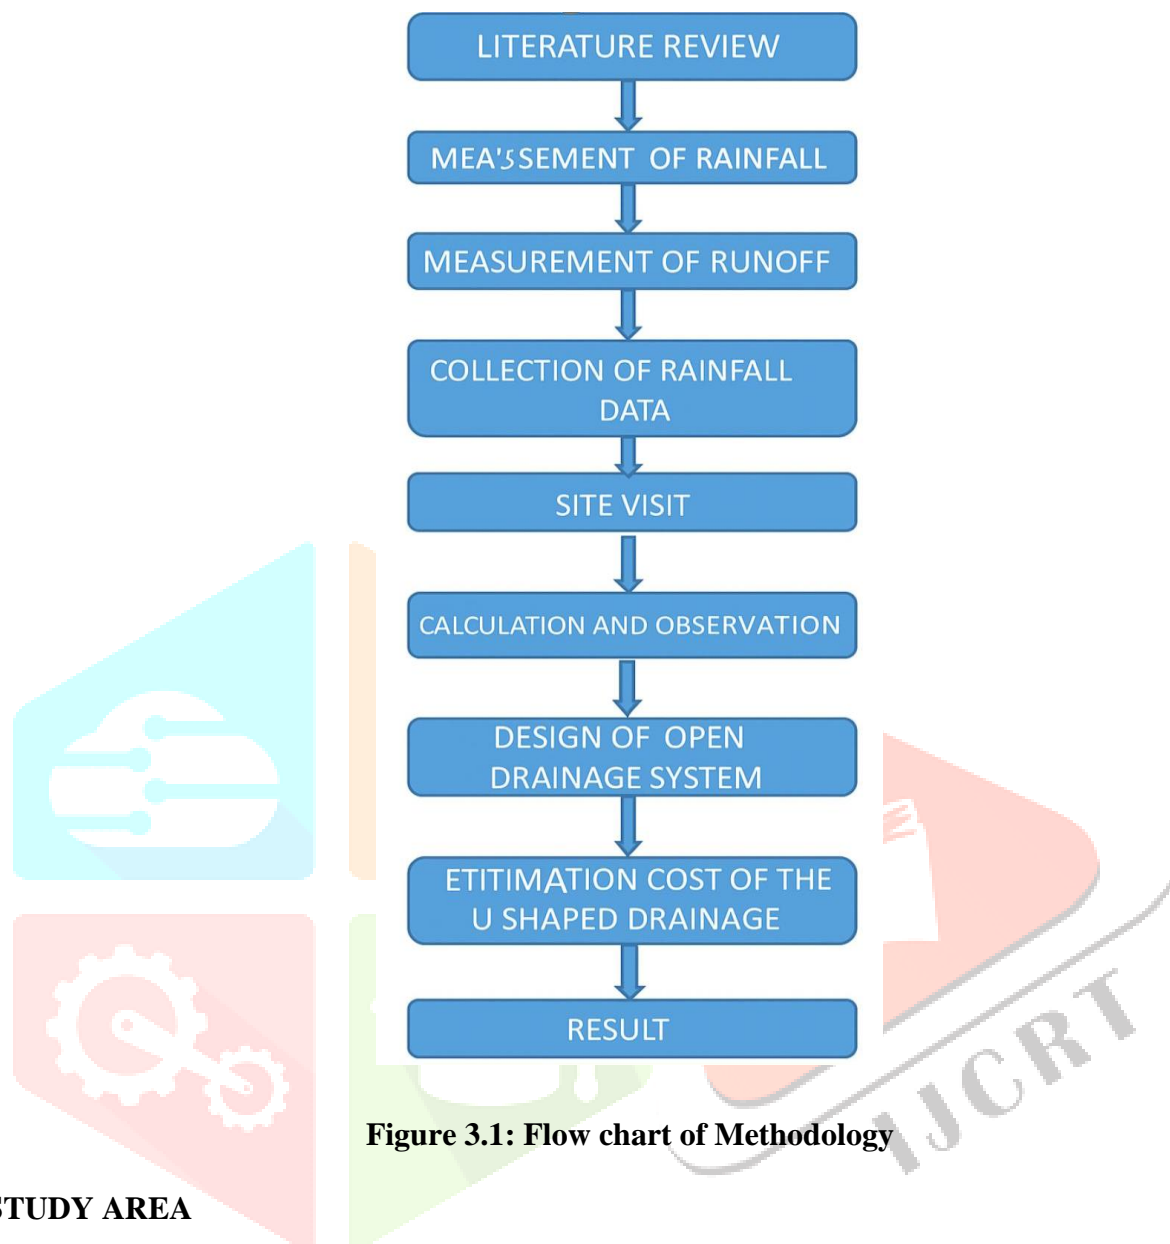 LITERATURE REVIEW
MEA'5SEMENT OF RAINFALL
MEASUREMENT OF RUNOFF
COLLECTION OF RAINFALL
DATA
SITE VISIT
CALCULATION AND OBSERVATION
DESIGN OF OPEN
DRAINAGE SYSTEM
ETITIMATION COST OF THE
U SHAPED DRAINAGE
RESULT
IJCRT
Figure 3.1: Flow chart of Methodology
STUDY AREA